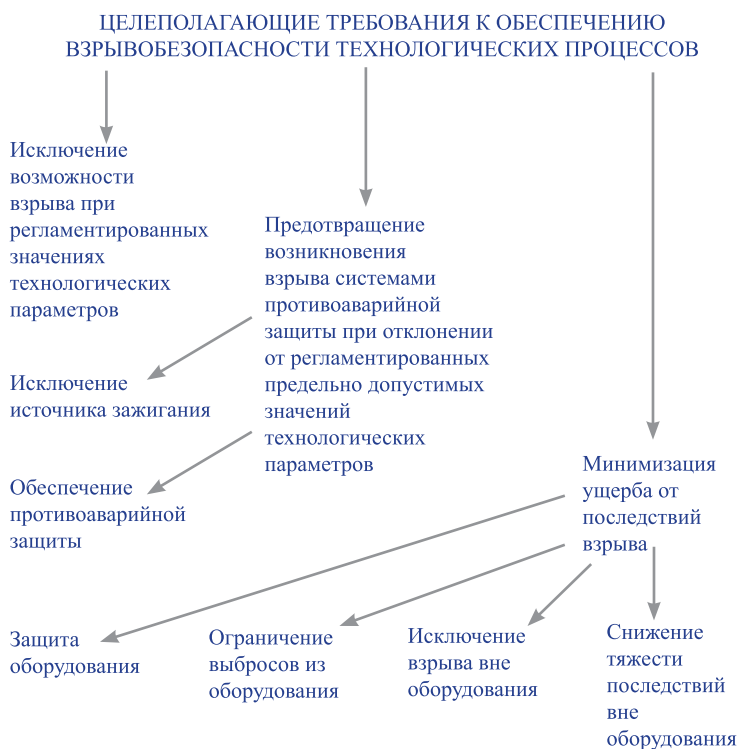 ЦЕЛЕПОЛАГАЮЩИЕ ТРЕБОВАНИЯ К ОБЕСПЕЧЕНИЮ
ВЗРЫВОБЕЗОПАСНОСТИ ТЕХНОЛОГИЧЕСКИХ ПРОЦЕССОВ
Исключение
возможности
взрыва при
регламентированных
значениях
технологических
параметров
Предотвращение
возникновения
взрыва системами
противоаварийной
защиты при отклонении
от регламентированных
предельно допустимых
значений
технологических
параметров
Исключение
источника зажигания
Обеспечение
противоаварийной
защиты
Минимизация
ущерба от
последствий
взрыва
Защита
оборудования
Ограничение
выбросов из
оборудования
Исключение
взрыва вне
оборудования
Снижение
тяжести
последствий
вне
оборудования